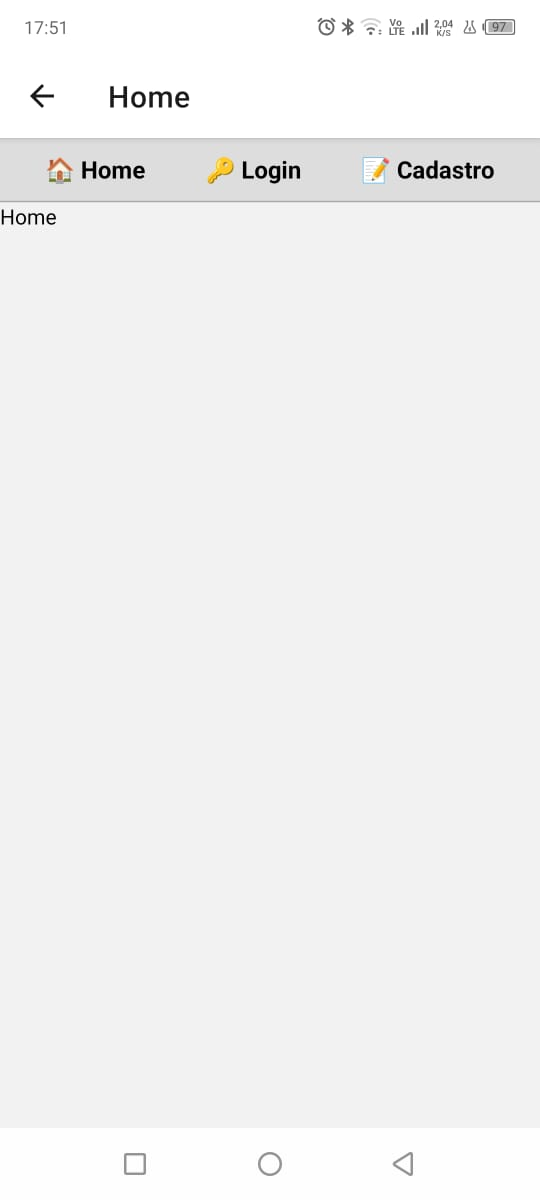 17:51
Vo LTE 2,04 K/S 97
Home
🏠 Home 🔑 Login 📝 Cadastro
Home